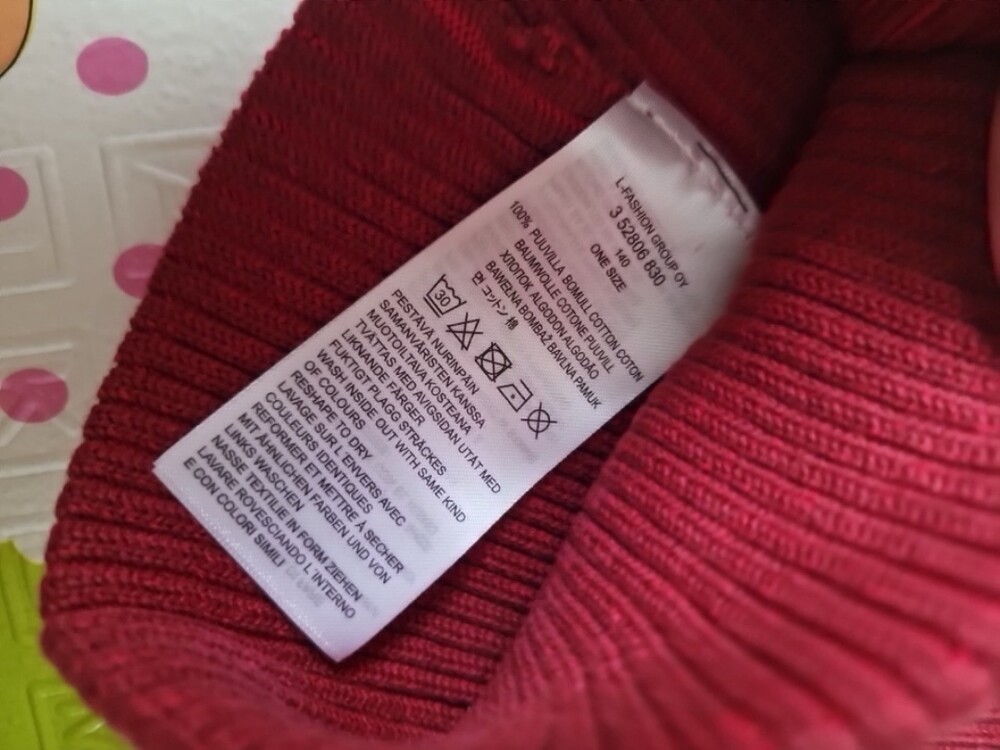 L-FASHION GROUP OY
3 52806 630
140
ONE SIZE
100% PUUVILLA BOMULL COTTON COTON
BAUMWOLLE COTONE PUUVILL
ХЛОПОК ALGODON ALGODÃO
BAWEŁNA BOMBAŽ BAVLNA PAMUK
면 コットン 棉
30
PESTÄVÄ NURINPÄIN
SAMANVÄRISTEN KANSSA
MUOTOILTAVA KOSTEANA
TVÄTTAS MED AVIGSIDAN UTÅT MED
LIKNANDE FÄRGER
FUKTIGT PLAGG STRÄCKES
WASH INSIDE OUT WITH SAME KIND
OF COLOURS
RESHAPE TO DRY
LAVAGE SUR L'ENVERS AVEC
COULEURS IDENTIQUES
REFORMER ET METTRE À SECHER
MIT ÄHNLICHEN FARBEN UND VON
LINKS WASCHEN
NASSE TEXTILIE IN FORM ZIEHEN
LAVARE ROVESCIANDO L'INTERNO
E CON COLORI SIMILI